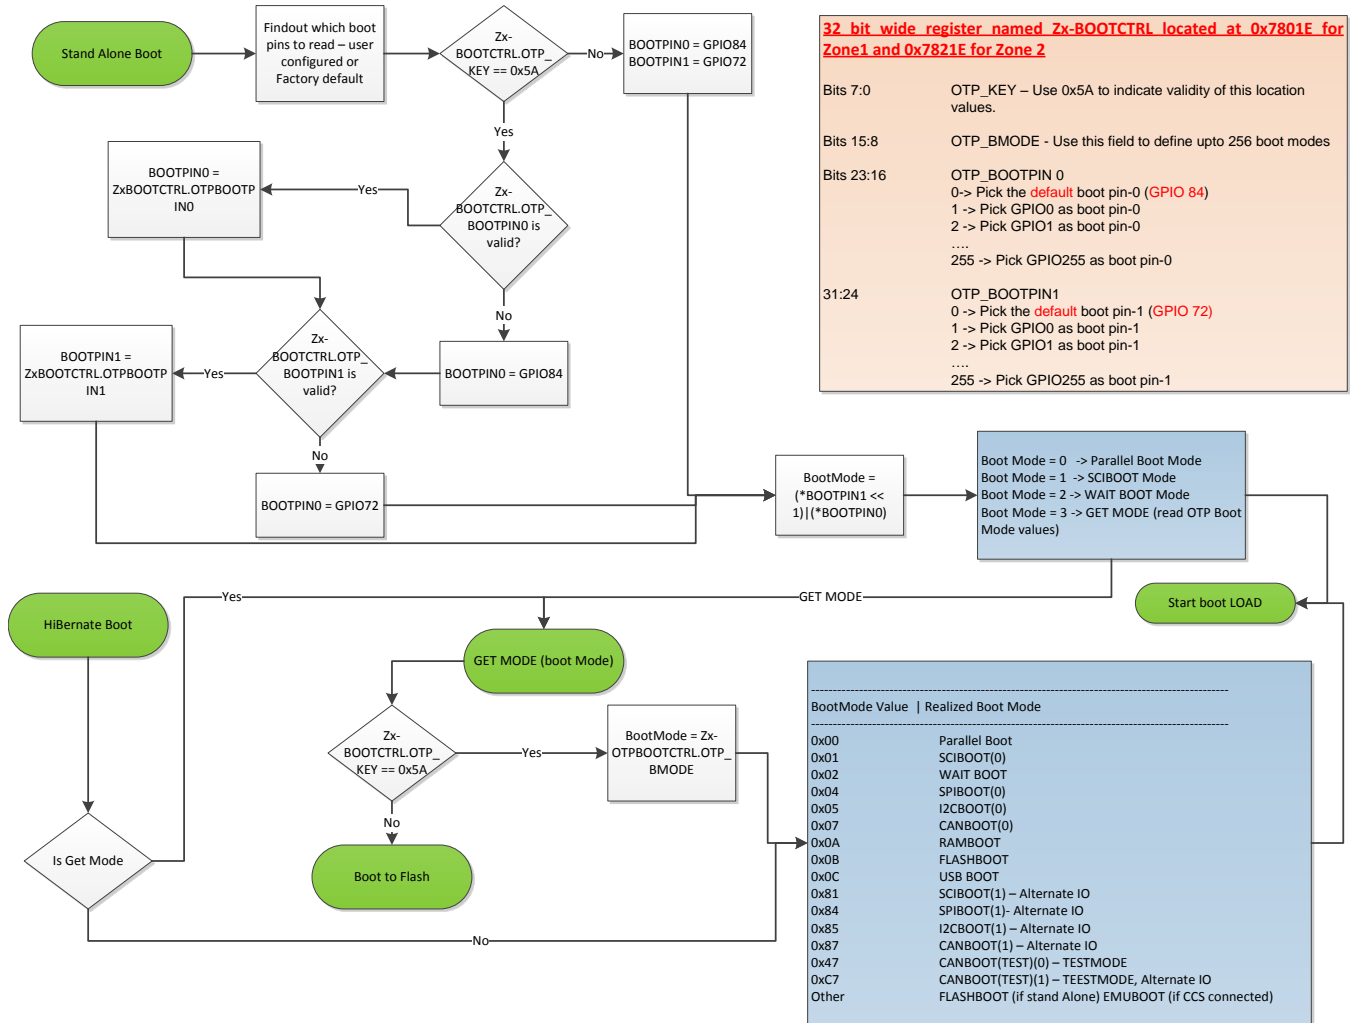 Stand Alone Boot
Findout which boot
pins to read – user
configured or
Factory default
Zx-
BOOTCTRL.OTP_
KEY == 0x5A
No
BOOTPIN0 = GPIO84
BOOTPIN1 = GPIO72
Yes
Zx-
BOOTCTRL.OTP_
BOOTPIN0 is
valid?
Yes
BOOTPIN0 =
ZxBOOTCTRL.OTPBOOTP
IN0
No
BOOTPIN0 = GPIO84
Zx-
BOOTCTRL.OTP_
BOOTPIN1 is
valid?
Yes
BOOTPIN1 =
ZxBOOTCTRL.OTPBOOTP
IN1
No
BOOTPIN0 = GPIO72
32 bit wide register named Zx-BOOTCTRL located at 0x7801E for
Zone1 and 0x7821E for Zone 2
Bits 7:0 OTP_KEY – Use 0x5A to indicate validity of this location
values.
Bits 15:8 OTP_BMODE - Use this field to define upto 256 boot modes
Bits 23:16 OTP_BOOTPIN 0
0-> Pick the default boot pin-0 (GPIO 84)
1 -> Pick GPIO0 as boot pin-0
2 -> Pick GPIO1 as boot pin-0
....
255 -> Pick GPIO255 as boot pin-0
31:24 OTP_BOOTPIN1
0 -> Pick the default boot pin-1 (GPIO 72)
1 -> Pick GPIO0 as boot pin-1
2 -> Pick GPIO1 as boot pin-1
....
255 -> Pick GPIO255 as boot pin-1
BootMode =
(*BOOTPIN1 <<
1)|(*BOOTPIN0)
Boot Mode = 0 -> Parallel Boot Mode
Boot Mode = 1 -> SCIBOOT Mode
Boot Mode = 2 -> WAIT BOOT Mode
Boot Mode = 3 -> GET MODE (read OTP Boot
Mode values)
GET MODE
Start boot LOAD
HiBernate Boot
Yes
GET MODE (boot Mode)
Zx-
BOOTCTRL.OTP_
KEY == 0x5A
Yes
BootMode = Zx-
OTPBOOTCTRL.OTP_
BMODE
No
Boot to Flash
Is Get Mode
No
BootMode Value | Realized Boot Mode
0x00 Parallel Boot
0x01 SCIBOOT(0)
0x02 WAIT BOOT
0x04 SPIBOOT(0)
0x05 I2CBOOT(0)
0x07 CANBOOT(0)
0x0A RAMBOOT
0x0B FLASHBOOT
0x0C USB BOOT
0x81 SCIBOOT(1) – Alternate IO
0x84 SPIBOOT(1)- Alternate IO
0x85 I2CBOOT(1) – Alternate IO
0x87 CANBOOT(1) – Alternate IO
0x47 CANBOOT(TEST)(0) – TESTMODE
0xC7 CANBOOT(TEST)(1) – TEESTMODE, Alternate IO
Other FLASHBOOT (if stand Alone) EMUBOOT (if CCS connected)